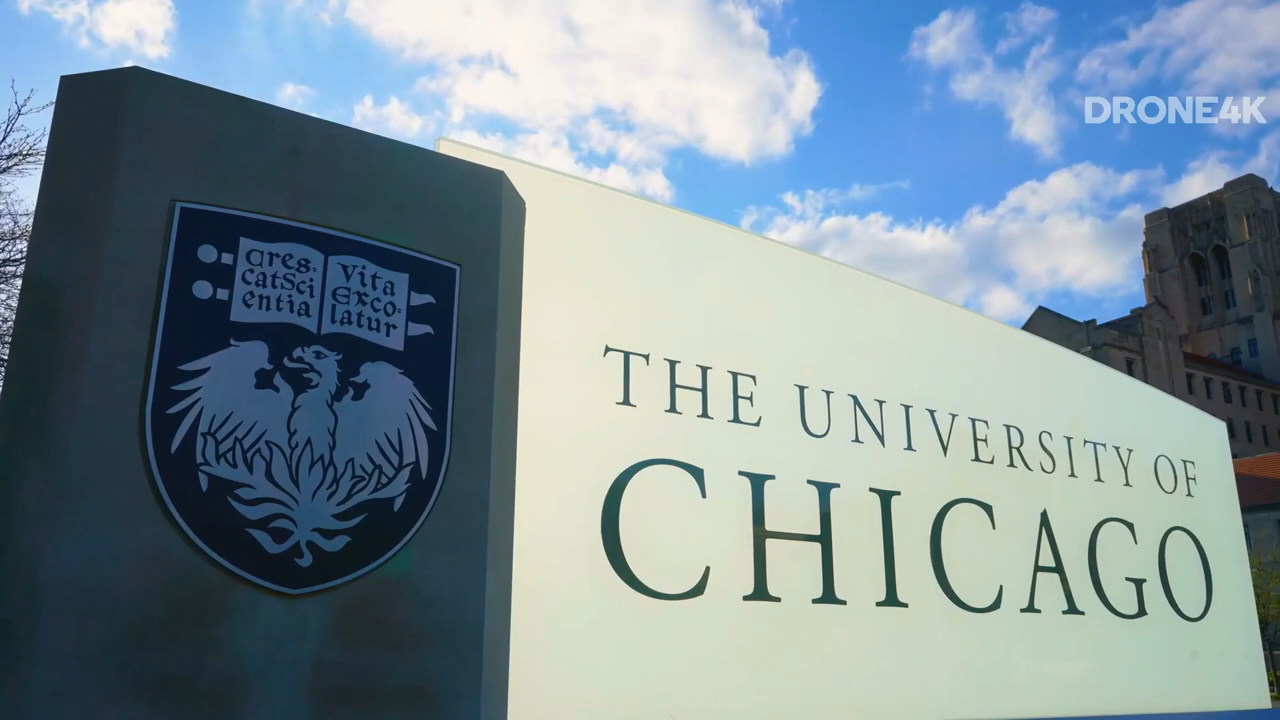 DRONE4K
Cres-
catSci
entia
Vita
Exco-
latur
THE UNIVERSITY OF
CHICAGO